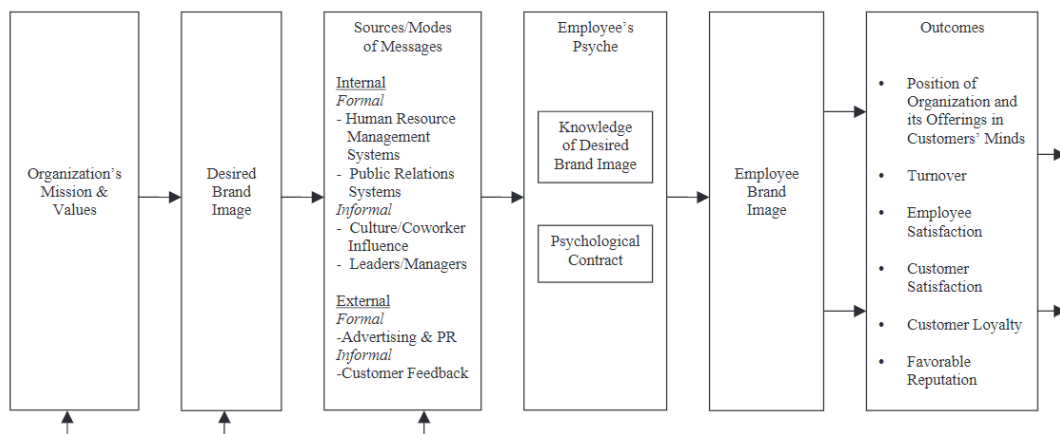 Organization's
Mission & Values
Desired
Brand
Image
Sources/Modes
of Messages
Internal
Formal
- Human Resource
Management
Systems
- Public Relations
Systems
Informal
- Culture/Coworker
Influence
- Leaders/Managers
External
Formal
-Advertising & PR
Informal
-Customer Feedback
Employee's
Psyche
Knowledge
of Desired
Brand Image
Psychological
Contract
Employee
Brand
Image
Outcomes
• Position of
Organization and
its Offerings in
Customers' Minds
• Turnover
• Employee
Satisfaction
• Customer
Satisfaction
• Customer Loyalty
• Favorable
Reputation